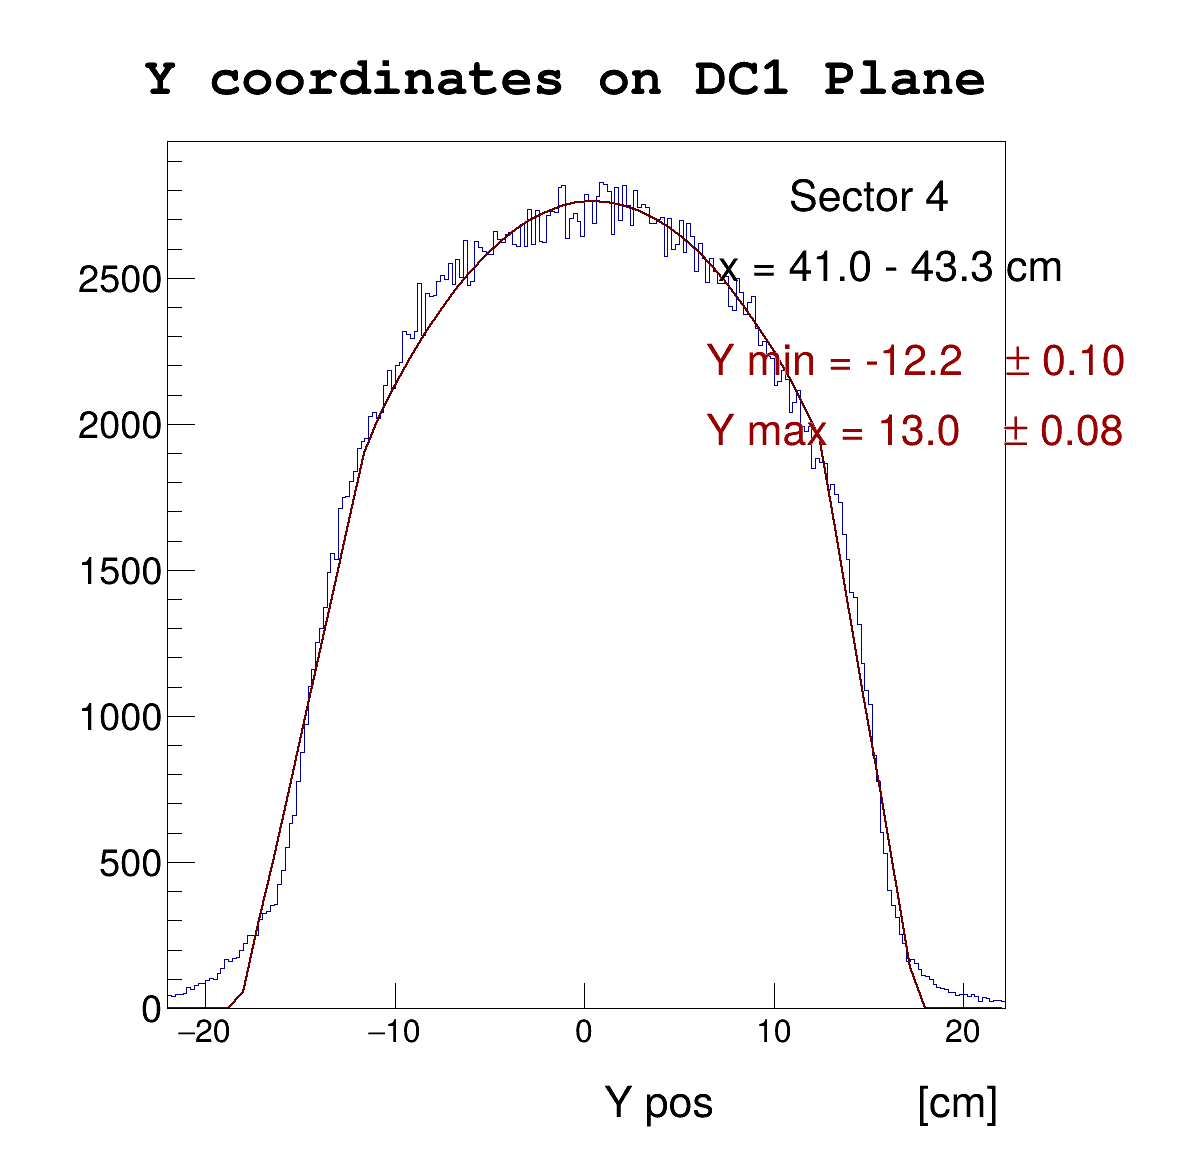 Y coordinates on DC1 Plane
Sector 4
x = 41.0 - 43.3 cm
Y min = -12.2 ± 0.10
Y max = 13.0 ± 0.08
2500
2000
1500
1000
500
0
−20 −10 0 10 20
Y pos [cm]